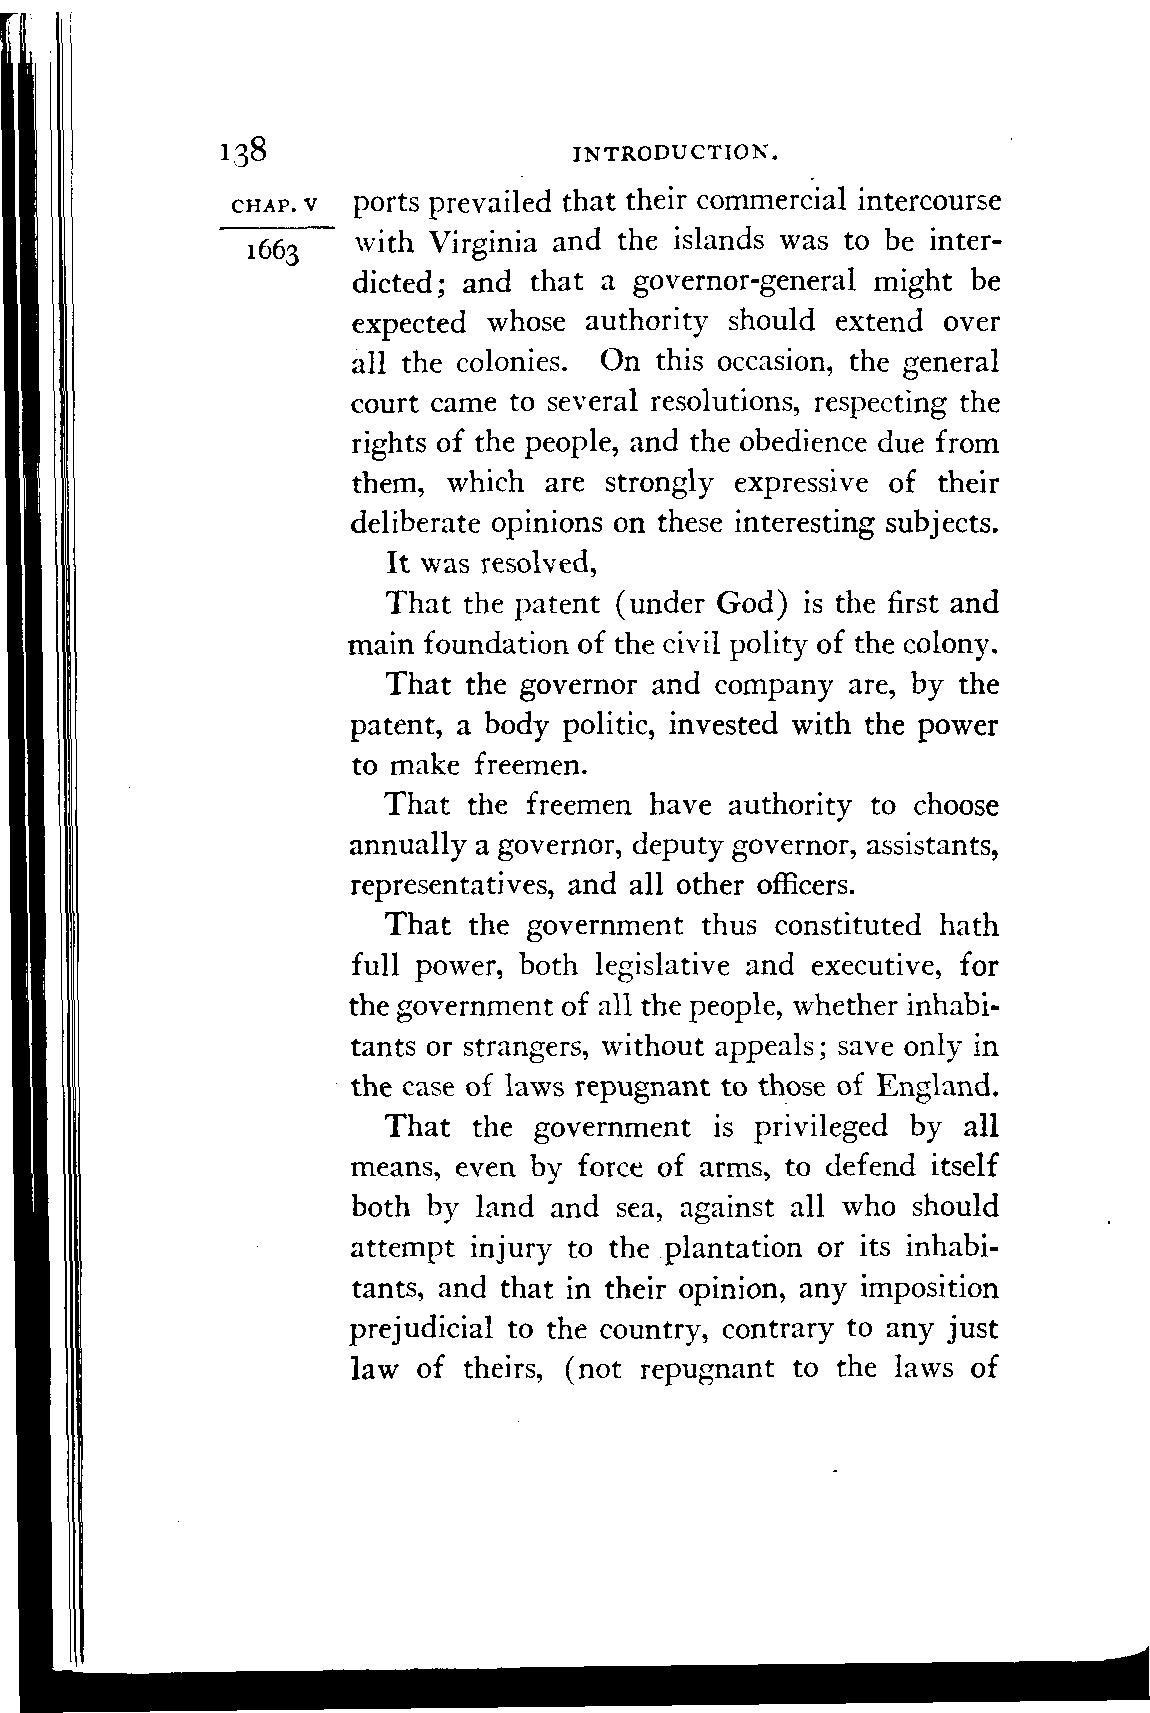 138 INTRODUCTION.
CHAP. V ports prevailed that their commercial intercourse
1663 with Virginia and the islands was to be inter-
dicted; and that a governor-general might be
expected whose authority should extend over
all the colonies. On this occasion, the general
court came to several resolutions, respecting the
rights of the people, and the obedience due from
them, which are strongly expressive of their
deliberate opinions on these interesting subjects.
It was resolved,
That the patent (under God) is the first and
main foundation of the civil polity of the colony.
That the governor and company are, by the
patent, a body politic, invested with the power
to make freemen.
That the freemen have authority to choose
annually a governor, deputy governor, assistants,
representatives, and all other officers.
That the government thus constituted hath
full power, both legislative and executive, for
the government of all the people, whether inhabi-
tants or strangers, without appeals; save only in
the case of laws repugnant to those of England.
That the government is privileged by all
means, even by force of arms, to defend itself
both by land and sea, against all who should
attempt injury to the plantation or its inhabi-
tants, and that in their opinion, any imposition
prejudicial to the country, contrary to any just
law of theirs, (not repugnant to the laws of